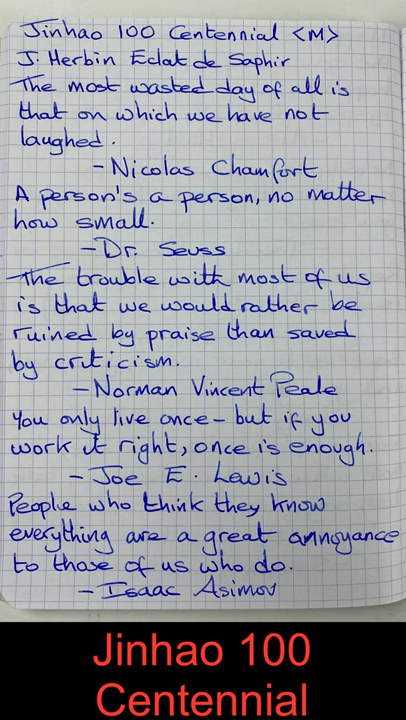 Jinhao 100 Centennial <M>
J. Herbin Eclat de Saphir
The most wasted day of all is
that on which we have not
laughed.
- Nicolas Chamfort
A person's a person, no matter
how small.
- Dr. Seuss
The trouble with most of us
is that we would rather be
ruined by praise than saved
by criticism.
- Norman Vincent Peale
You only live once - but if you
work it right, once is enough.
- Joe E. Lewis
People who think they know
everything are a great annoyance
to those of us who do.
- Isaac Asimov
Jinhao 100
Centennial